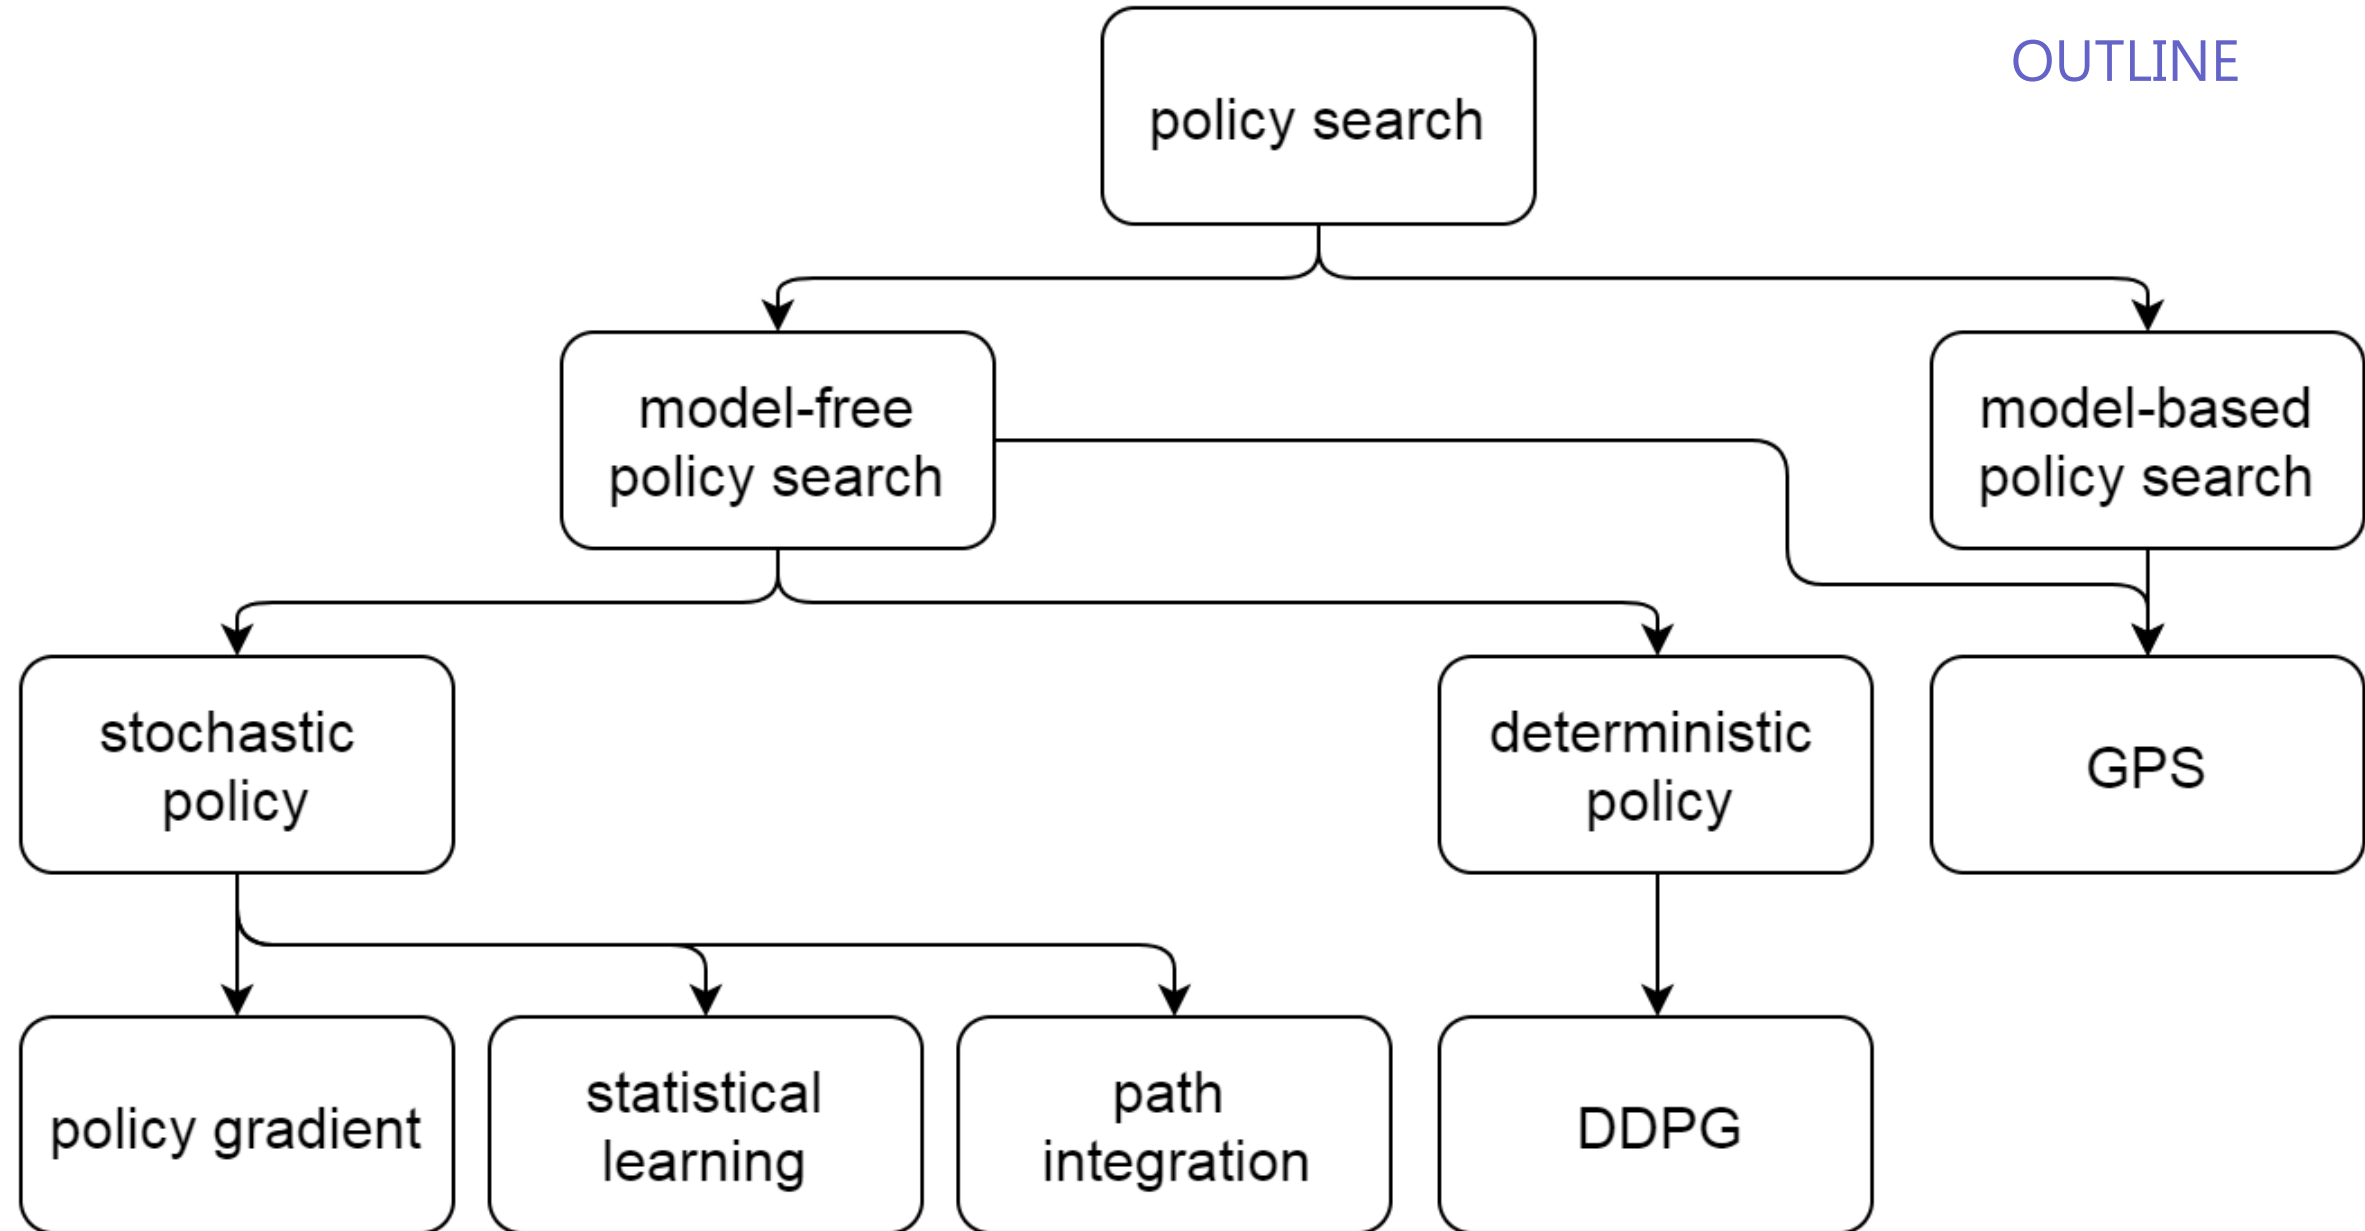 OUTLINE
policy search
model-free
policy search
model-based
policy search
stochastic
policy
deterministic
policy
GPS
policy gradient
statistical
learning
path
integration
DDPG